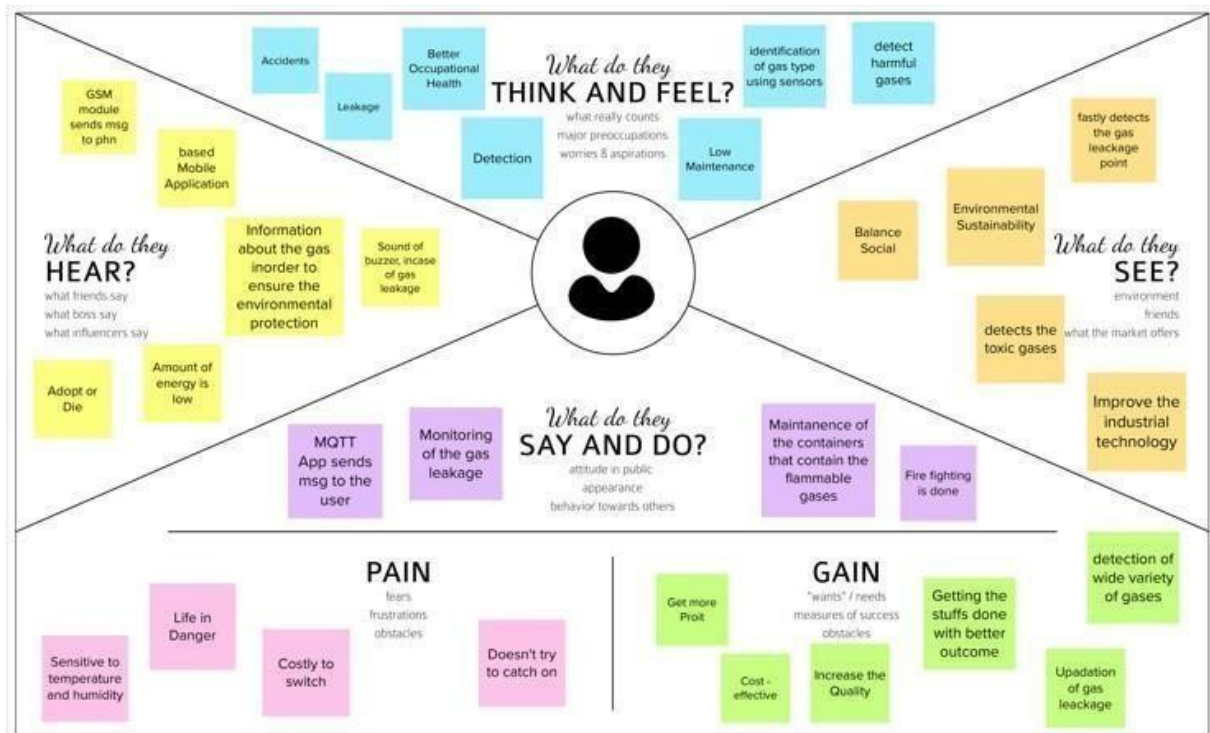 Accidents
Leakage
Better
Occupational
Health
Detection
What do they
THINK AND FEEL?
what really counts
major preoccupations
worries & aspirations
identification
of gas type
using sensors
detect
harmful
gases
Low
Maintenance
GSM
module
sends msg
to phn
based
Mobile
Application
Information
about the gas
inorder to
ensure the
environmental
protection
Sound of
buzzer, incase
of gas
leakage
What do they
HEAR?
what friends say
what boss say
what influencers say
Adopt or
Die
Amount of
energy is
low
fastly detects
the gas
leackage
point
Environmental
Sustainability
Balance
Social
What do they
SEE?
environment
friends
what the market offers
detects the
toxic gases
Improve the
industrial
technology
What do they
SAY AND DO?
attitude in public
appearance
behavior towards others
MQTT
App sends
msg to the
user
Monitoring
of the gas
leakage
Maintanence of
the containers
that contain the
flammable
gases
Fire fighting
is done
PAIN
fears
frustrations
obstacles
Life in
Danger
Sensitive to
temperature
and humidity
Costly to
switch
Doesn't try
to catch on
GAIN
"wants" / needs
measures of success
obstacles
Get more
Proit
Cost -
effective
Increase the
Quality
Getting the
stuffs done
with better
outcome
detection of
wide variety
of gases
Upadation
of gas
leackage